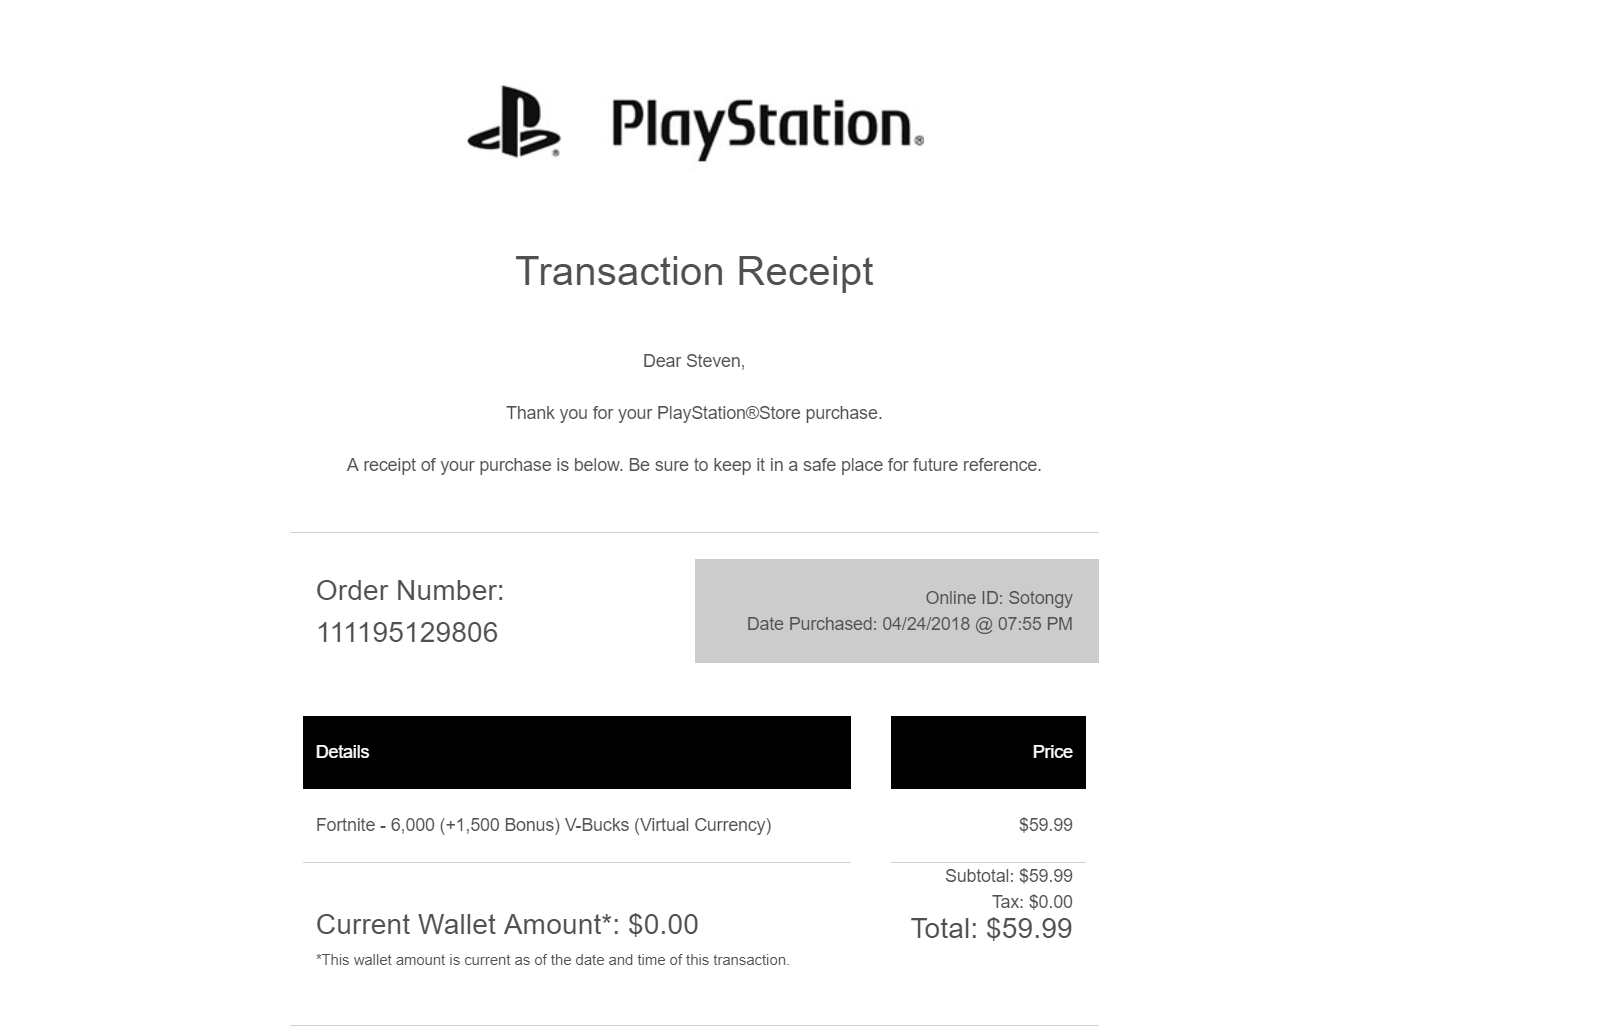 PlayStation®
Transaction Receipt
Dear Steven,
Thank you for your PlayStation®Store purchase.
A receipt of your purchase is below. Be sure to keep it in a safe place for future reference.
Order Number:
111195129806
Online ID: Sotongy
Date Purchased: 04/24/2018 @ 07:55 PM
Details
Price
Fortnite - 6,000 (+1,500 Bonus) V-Bucks (Virtual Currency)
$59.99
Subtotal: $59.99
Tax: $0.00
Total: $59.99
Current Wallet Amount*: $0.00
*This wallet amount is current as of the date and time of this transaction.